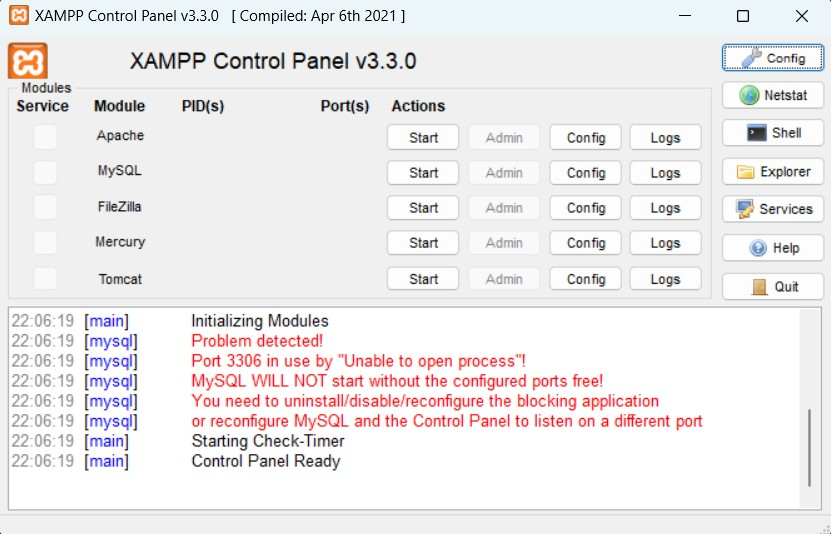 XAMPP Control Panel v3.3.0 [ Compiled: Apr 6th 2021 ]
XAMPP Control Panel v3.3.0
Config
Modules
Service Module PID(s) Port(s) Actions
Netstat
Apache Start Admin Config Logs
Shell
MySQL Start Admin Config Logs
Explorer
FileZilla Start Admin Config Logs
Services
Mercury Start Admin Config Logs
Help
Tomcat Start Admin Config Logs
Quit
22:06:19 [main] Initializing Modules
22:06:19 [mysql] Problem detected!
22:06:19 [mysql] Port 3306 in use by "Unable to open process"!
22:06:19 [mysql] MySQL WILL NOT start without the configured ports free!
22:06:19 [mysql] You need to uninstall/disable/reconfigure the blocking application
22:06:19 [mysql] or reconfigure MySQL and the Control Panel to listen on a different port
22:06:19 [main] Starting Check-Timer
22:06:19 [main] Control Panel Ready